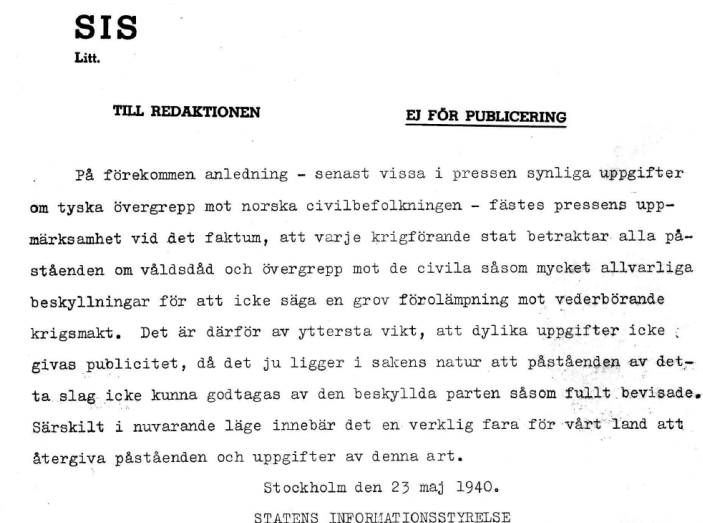 SIS
Litt.
TILL REDAKTIONEN EJ FÖR PUBLICERING
På förekommen anledning - senast vissa i pressen synliga uppgifter
om tyska övergrepp mot norska civilbefolkningen - fästes pressens upp-
märksamhet vid det faktum, att varje krigförande stat betraktar alla på-
ståenden om våldsdåd och övergrepp mot de civila såsom mycket allvarliga
beskyllningar för att icke säga en grov förolämpning mot vederbörande
krigsmakt. Det är därför av yttersta vikt, att dylika uppgifter icke
givas publicitet, då det ju ligger i sakens natur att påståenden av det-
ta slag icke kunna godtagas av den beskyllda parten såsom fullt bevisade.
Särskilt i nuvarande läge innebär det en verklig fara för vårt land att
återgiva påståenden och uppgifter av denna art.
Stockholm den 23 maj 1940.
STATENS INFORMATIONSSTYRELSE